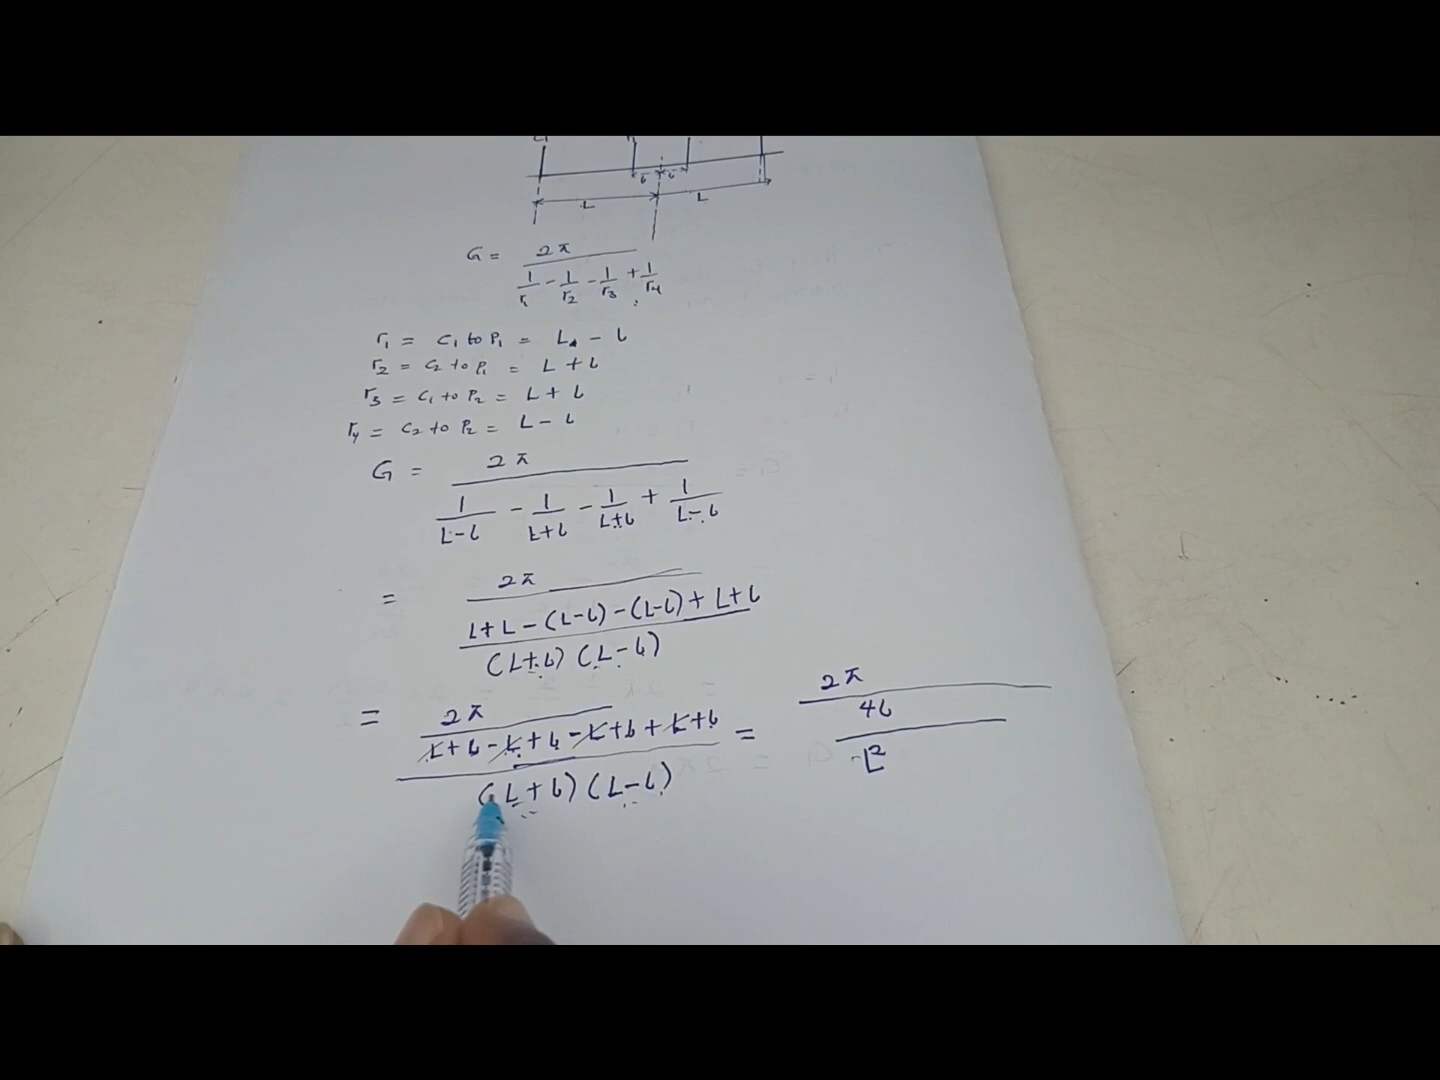 b b
L L
G = 2π / (1/r1 - 1/r2 - 1/r3 + 1/r4)
r1 = C1 to P1 = L - b
r2 = C2 to P1 = L + b
r3 = C1 to P2 = L + b
r4 = C2 to P2 = L - b
G = 2π / (1/(L-b) - 1/(L+b) - 1/(L+b) + 1/(L-b))
= 2π / ((L+L - (L-b) - (L-b) + L+b) / ((L+b) (L-b)))
= 2π / ((L+b - L+b - L+b + L+b) / ((L+b) (L-b))) = 2π / (4b / L²)